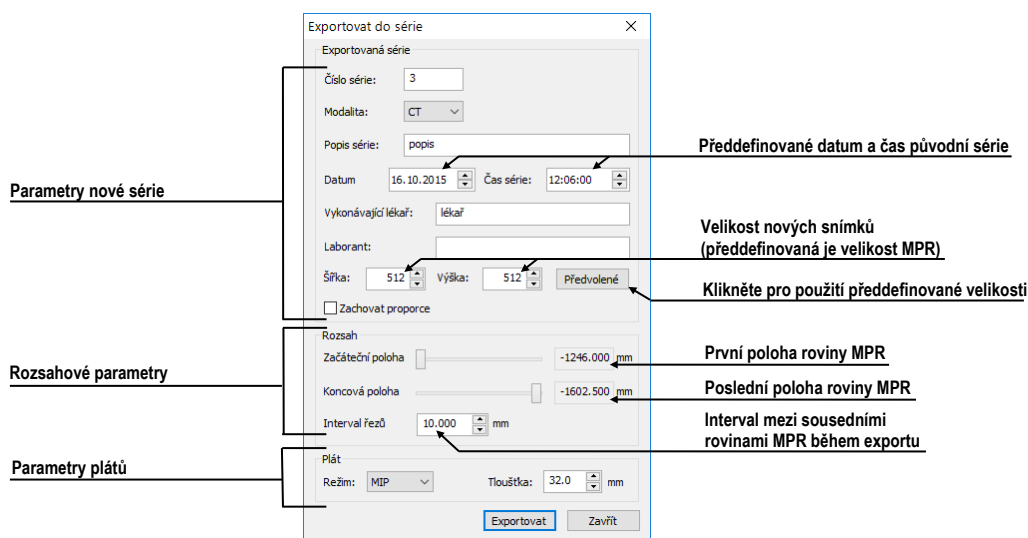 Exportovat do série
Exportovaná série
Číslo série: 3
Modalita: CT
Popis série: popis
Předdefinované datum a čas původní série
Datum 16.10.2015 Čas série: 12:06:00
Parametry nové série
Vykonávající lékař: lékař
Velikost nových snímků
(předdefinovaná je velikost MPR)
Laborant:
Šířka: 512 Výška: 512 Předvolené
Klikněte pro použití předdefinované velikosti
Zachovat proporce
Rozsah
Začáteční poloha -1246.000 mm
První poloha roviny MPR
Rozsahové parametry
Koncová poloha -1602.500 mm
Poslední poloha roviny MPR
Interval řezů 10.000 mm
Interval mezi sousedními
rovinami MPR během exportu
Parametry plátů
Plát
Režim: MIP Tloušťka: 32.0 mm
Exportovat Zavřít